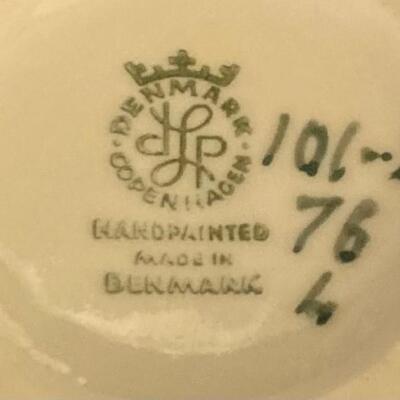 DENMARK
COPENHAGEN
HANDPAINTED
MADE IN
DENMARK
101-
76
4